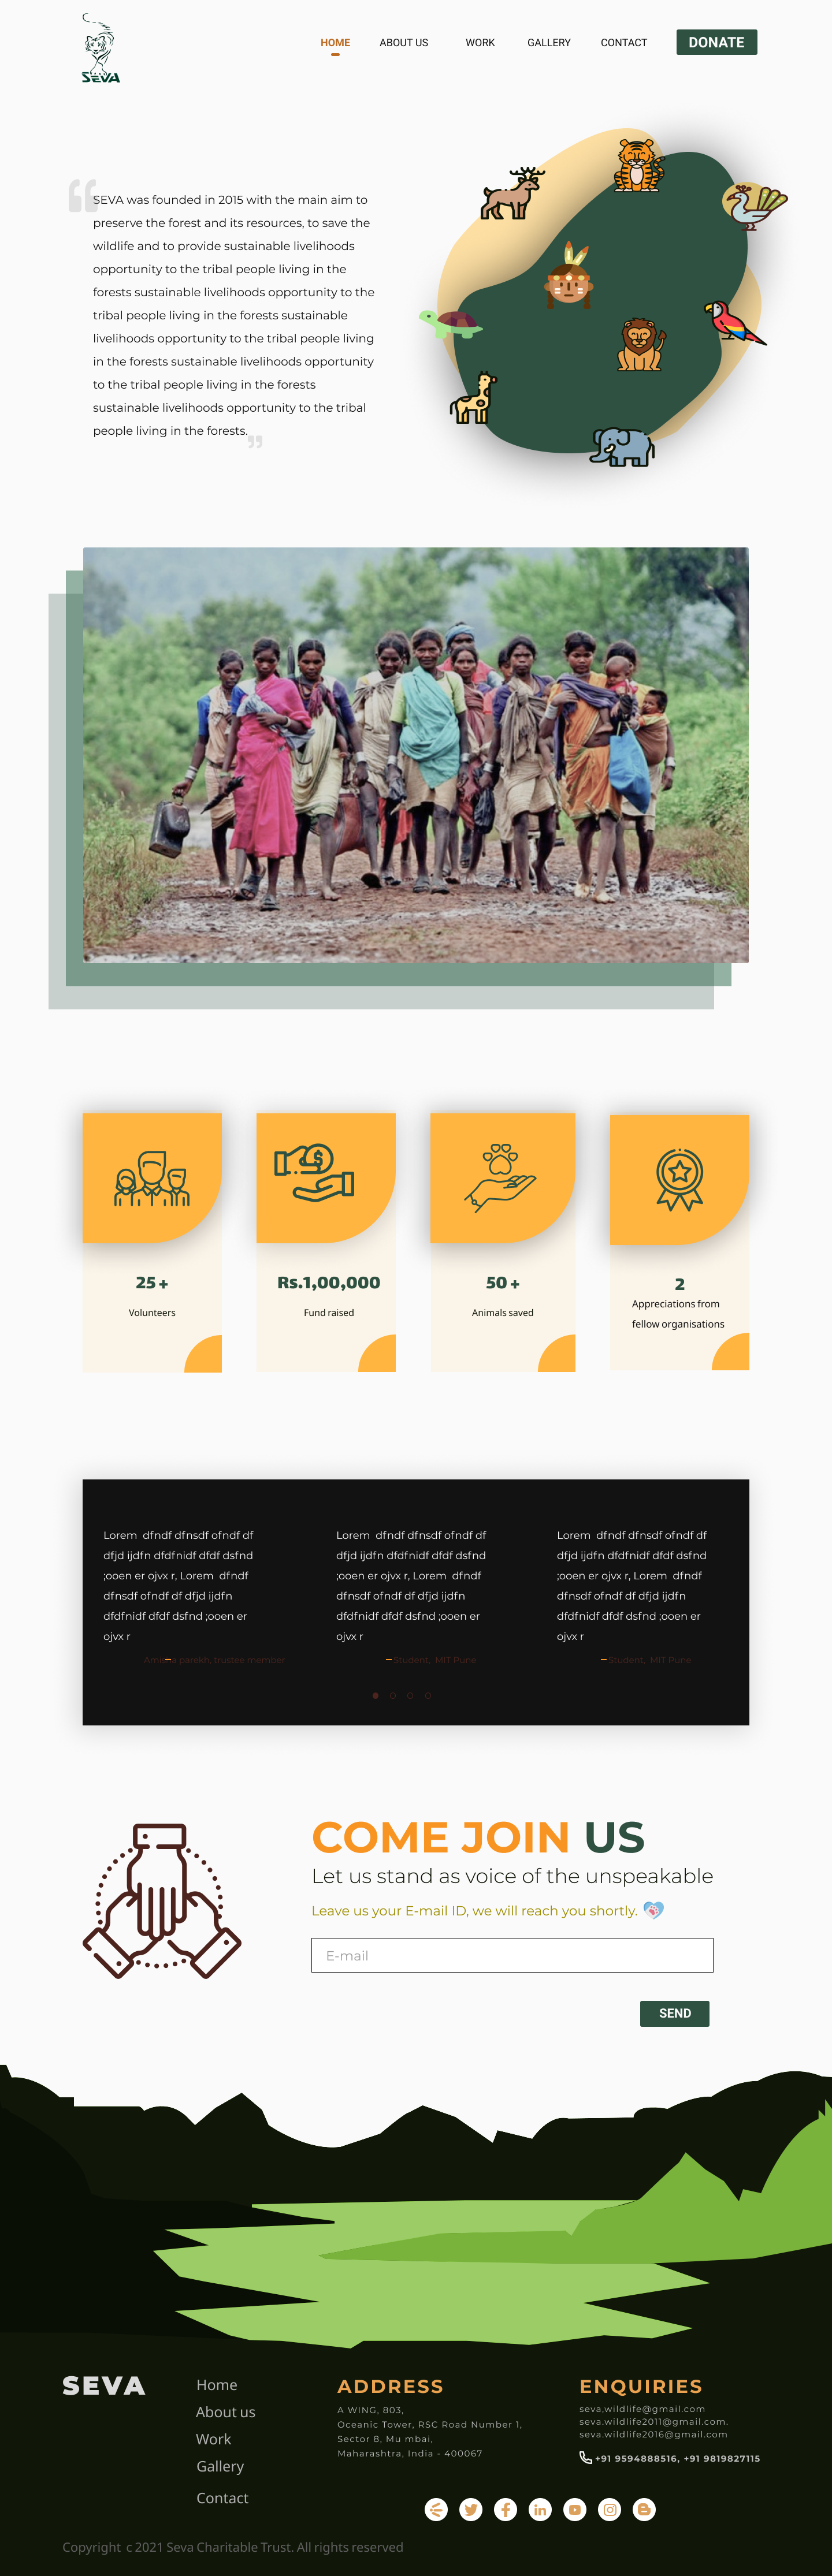 SEVA
HOME
ABOUT US
WORK
GALLERY
CONTACT
DONATE
“
SEVA was founded in 2015 with the main aim to
preserve the forest and its resources, to save the
wildlife and to provide sustainable livelihoods
opportunity to the tribal people living in the
forests sustainable livelihoods opportunity to the
tribal people living in the forests sustainable
livelihoods opportunity to the tribal people living
in the forests sustainable livelihoods opportunity
to the tribal people living in the forests
sustainable livelihoods opportunity to the tribal
people living in the forests.
”
25+
Volunteers
Rs.1,00,000
Fund raised
50+
Animals saved
2
Appreciations from
fellow organisations
Lorem dfndf dfnsdf ofndf df
dfjd ijdfn dfdfnidf dfdf dsfnd
;ooen er ojvx r, Lorem dfndf
dfnsdf ofndf df dfjd ijdfn
dfdfnidf dfdf dsfnd ;ooen er
ojvx r
parekh, trustee member
Lorem dfndf dfnsdf ofndf df
dfjd ijdfn dfdfnidf dfdf dsfnd
;ooen er ojvx r, Lorem dfndf
dfnsdf ofndf df dfjd ijdfn
dfdfnidf dfdf dsfnd ;ooen er
ojvx r
Student, MIT Pune
Lorem dfndf dfnsdf ofndf df
dfjd ijdfn dfdfnidf dfdf dsfnd
;ooen er ojvx r, Lorem dfndf
dfnsdf ofndf df dfjd ijdfn
dfdfnidf dfdf dsfnd ;ooen er
ojvx r
Student, MIT Pune
COME JOIN US
Let us stand as voice of the unspeakable
Leave us your E-mail ID, we will reach you shortly.
E-mail
SEND
SEVA
Home
About us
Work
Gallery
Contact
ADDRESS
A WING, 803,
Oceanic Tower, RSC Road Number 1,
Sector 8, Mu mbai,
Maharashtra, India - 400067
ENQUIRIES
seva,wildlife@gmail.com
seva.wildlife2011@gmail.com.
seva.wildlife2016@gmail.com
+91 9594888516, +91 9819827115
Copyright c 2021 Seva Charitable Trust. All rights reserved